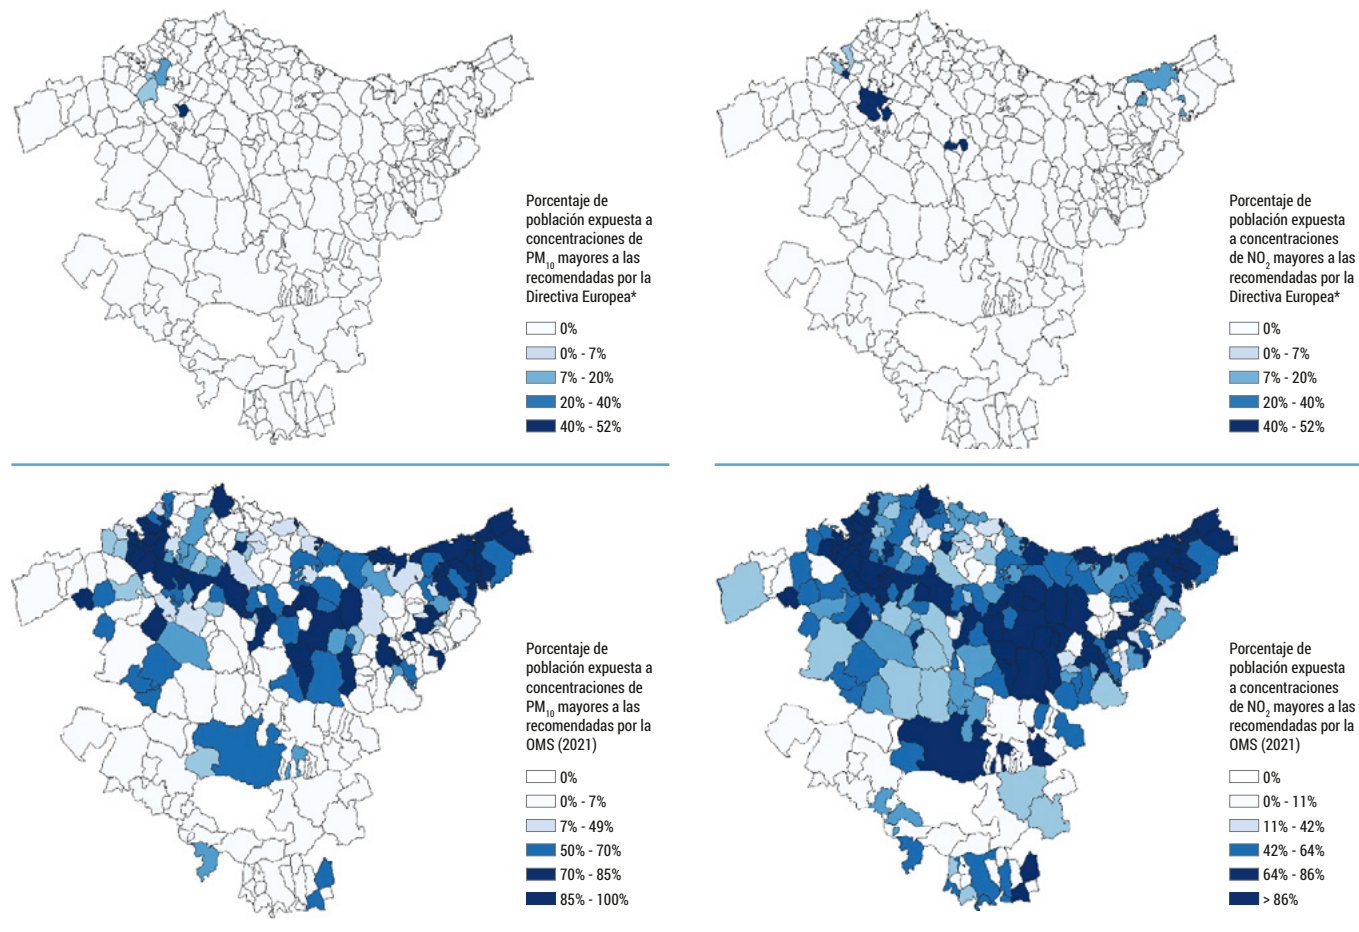 Porcentaje de
población expuesta a
concentraciones de
PM10 mayores a las
recomendadas por la
Directiva Europea*
0%
0% - 7%
7% - 20%
20% - 40%
40% - 52%
Porcentaje de
población expuesta
a concentraciones
de NO2 mayores a las
recomendadas por la
Directiva Europea*
0%
0% - 7%
7% - 20%
20% - 40%
40% - 52%
Porcentaje de
población expuesta a
concentraciones de
PM10 mayores a las
recomendadas por la
OMS (2021)
0%
0% - 7%
7% - 49%
50% - 70%
70% - 85%
85% - 100%
Porcentaje de
población expuesta
a concentraciones
de NO2 mayores a las
recomendadas por la
OMS (2021)
0%
0% - 11%
11% - 42%
42% - 64%
64% - 86%
> 86%